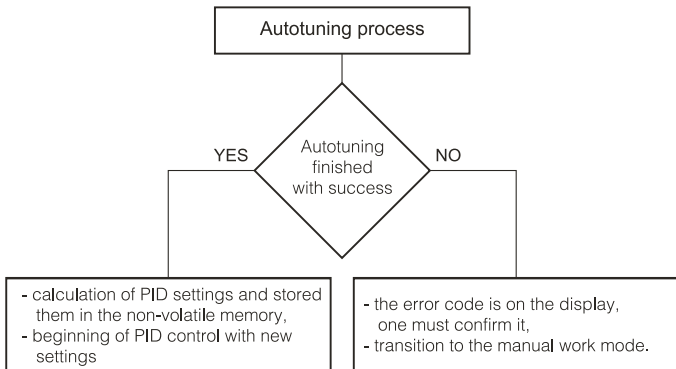 Autotuning process
YES
Autotuning
finished
with success
NO
- calculation of PID settings and stored
them in the non-volatile memory,
- beginning of PID control with new
settings
- the error code is on the display,
one must confirm it,
- transition to the manual work mode.